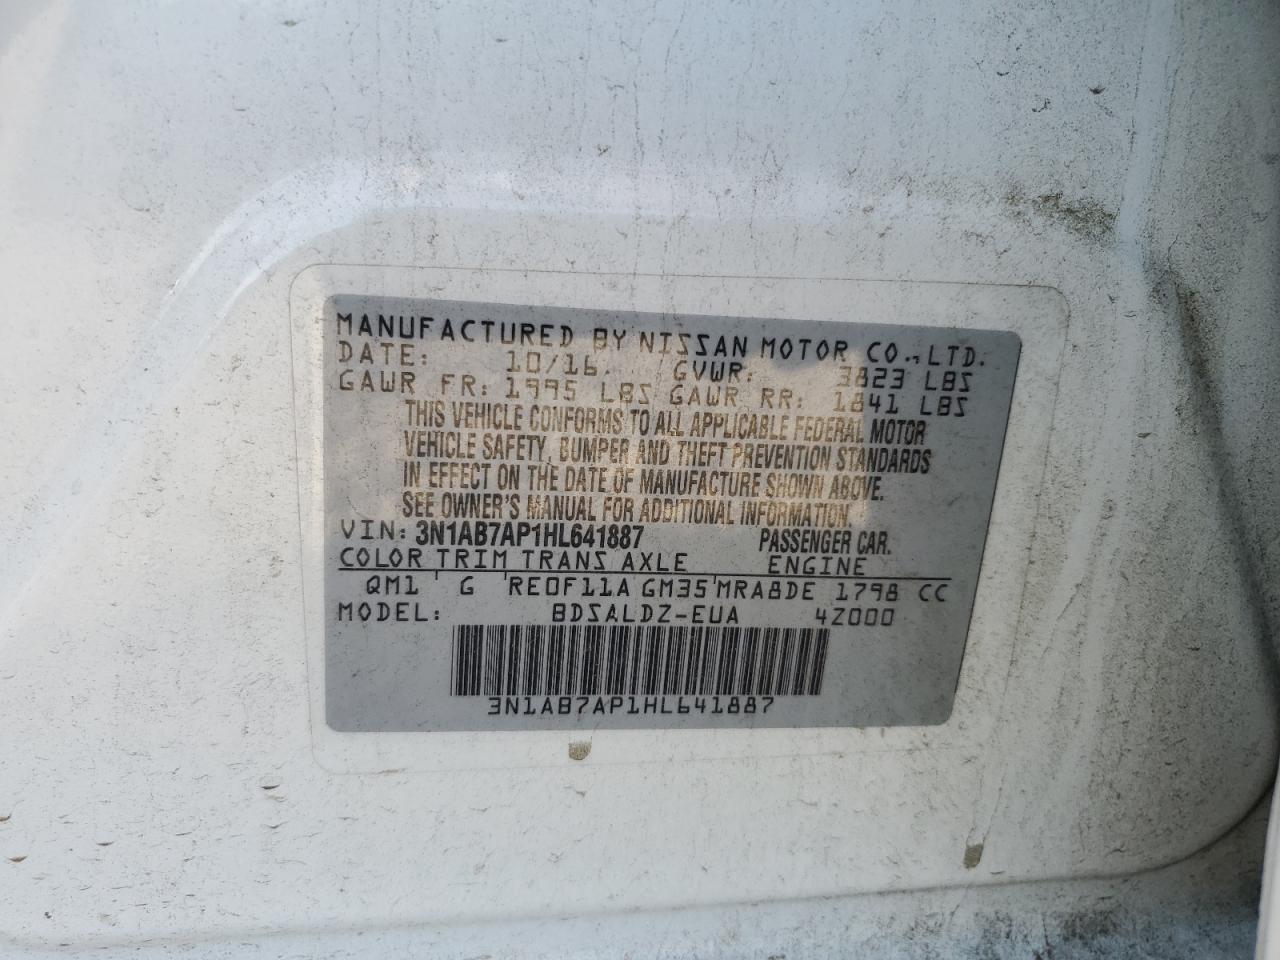 MANUFACTURED BY NISSAN MOTOR CO., LTD.
DATE: 10/16 GVWR: 3823 LBS
GAWR FR: 1995 LBS GAWR RR: 1841 LBS
THIS VEHICLE CONFORMS TO ALL APPLICABLE FEDERAL MOTOR
VEHICLE SAFETY, BUMPER AND THEFT PREVENTION STANDARDS
IN EFFECT ON THE DATE OF MANUFACTURE SHOWN ABOVE.
SEE OWNER'S MANUAL FOR ADDITIONAL INFORMATION.
VIN: 3N1AB7AP1HL641887 PASSENGER CAR.
COLOR TRIM TRANS AXLE ENGINE
QM1 G RE0F11A GM35 MRA8DE 1798 CC
MODEL: BDSALDZ-EUA 4Z000
3N1AB7AP1HL641887